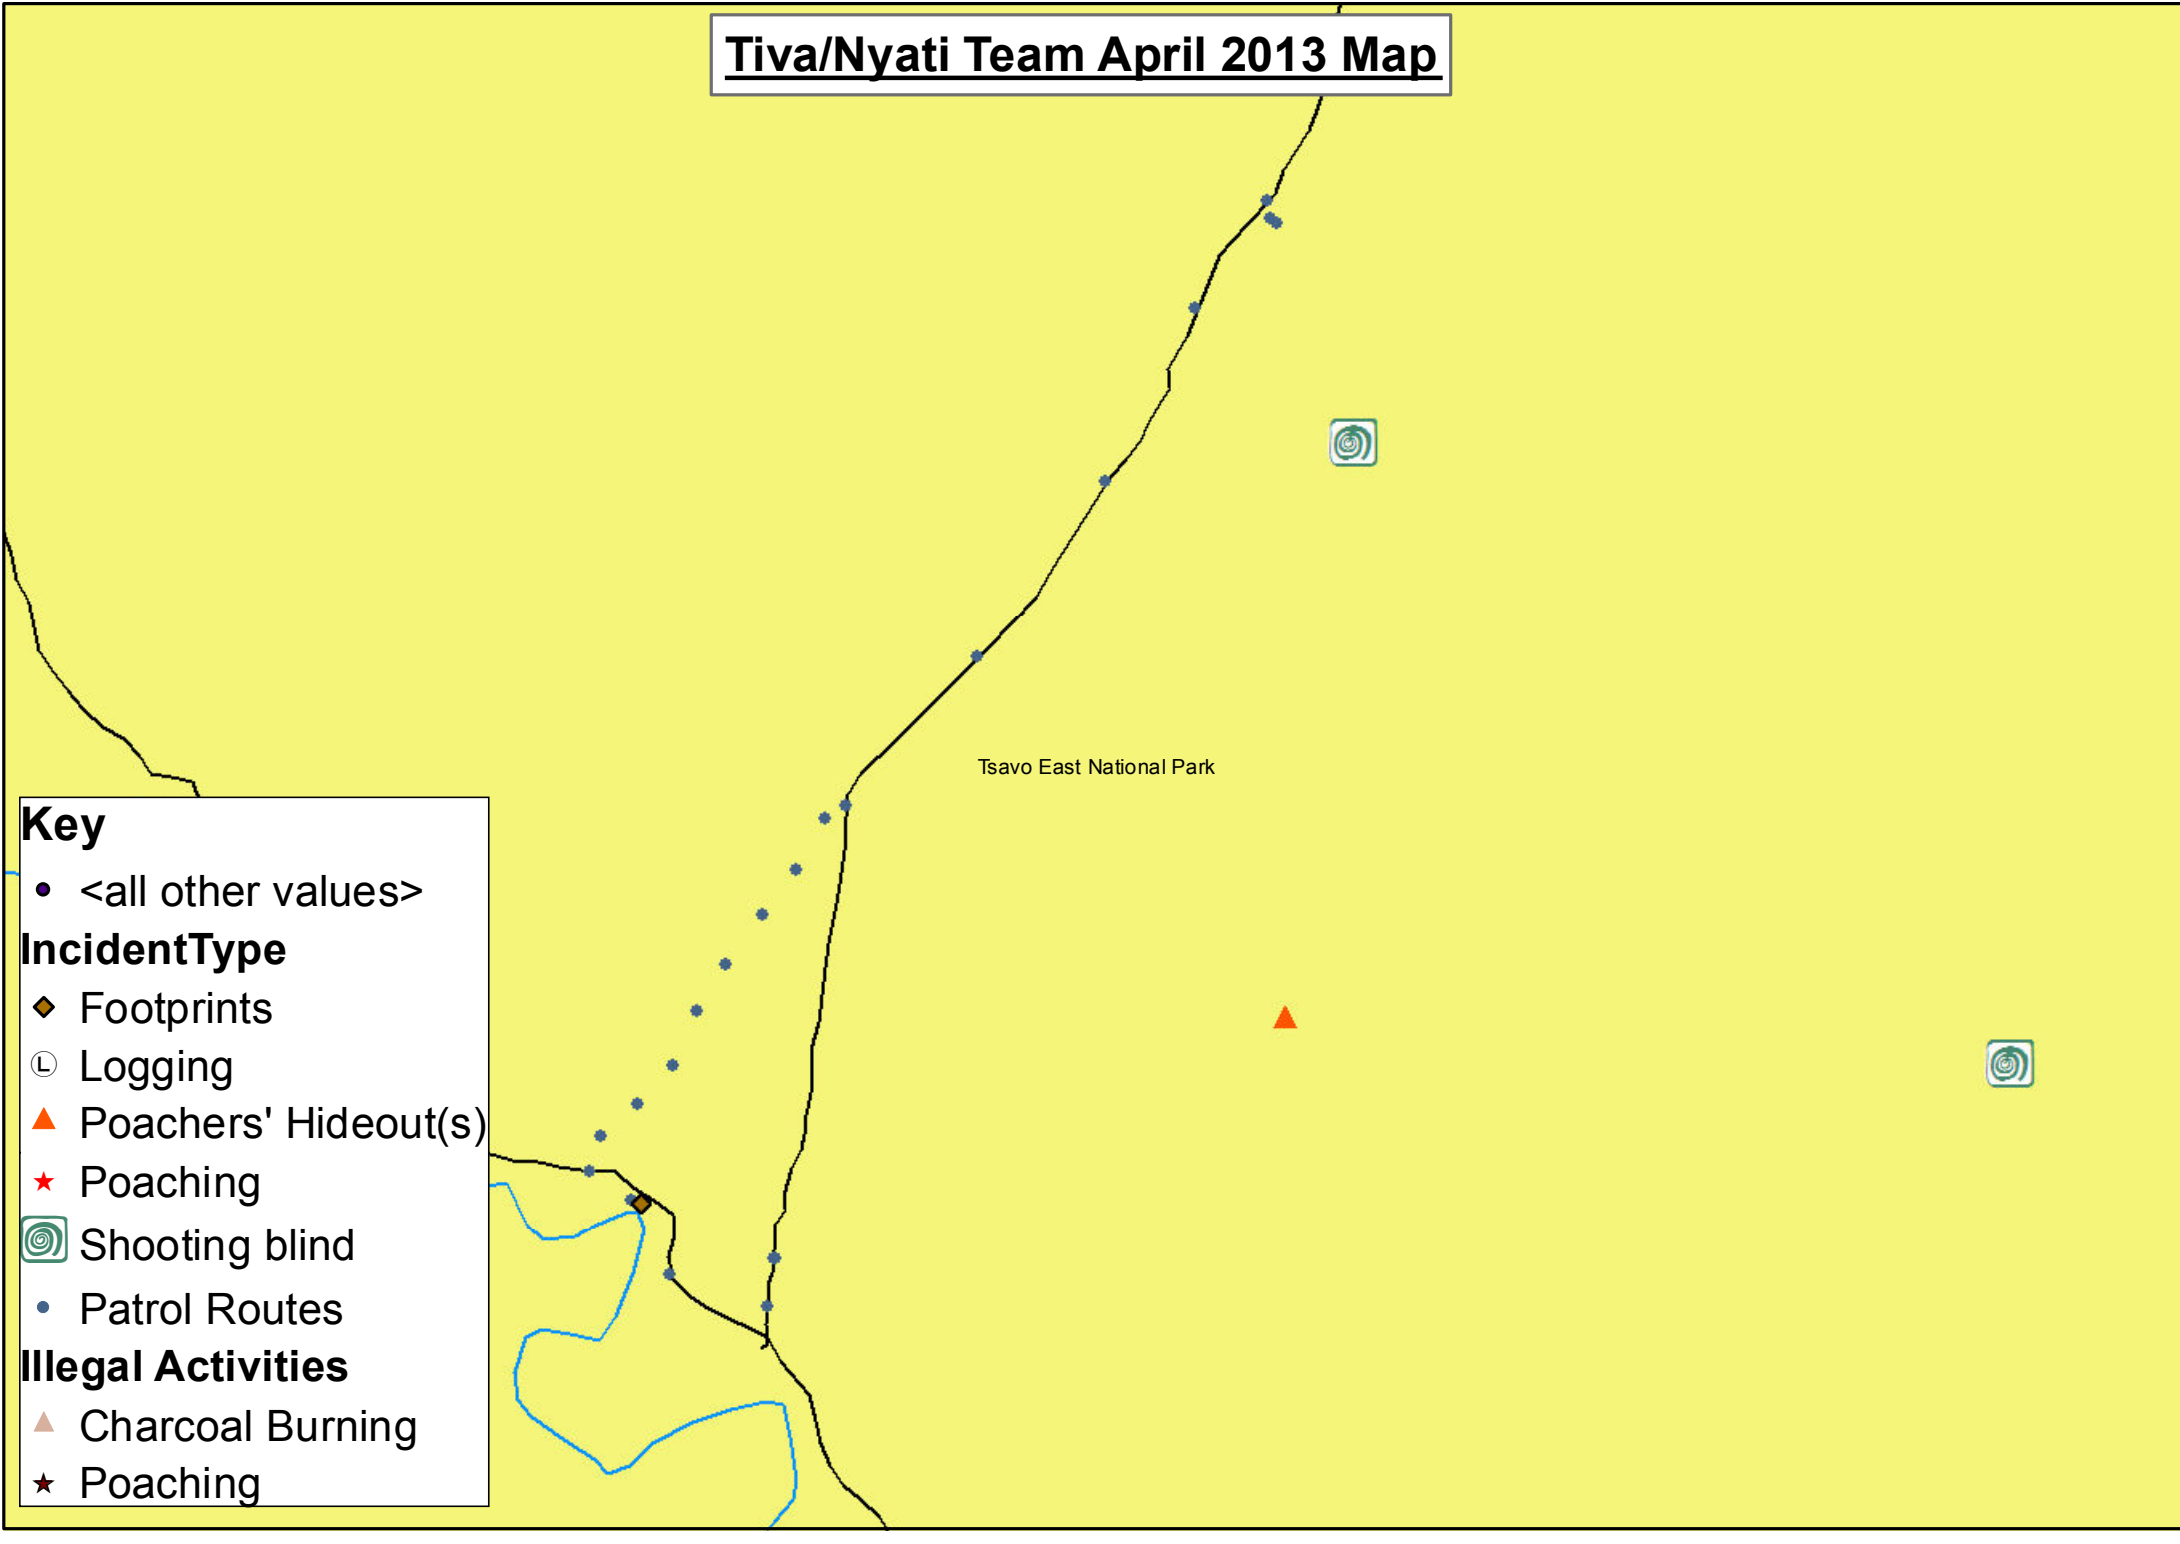 Tiva/Nyati Team April 2013 Map
Tsavo East National Park
Key
<all other values>
IncidentType
Footprints
L Logging
Poachers' Hideout(s)
Poaching
Shooting blind
Patrol Routes
Illegal Activities
Charcoal Burning
Poaching